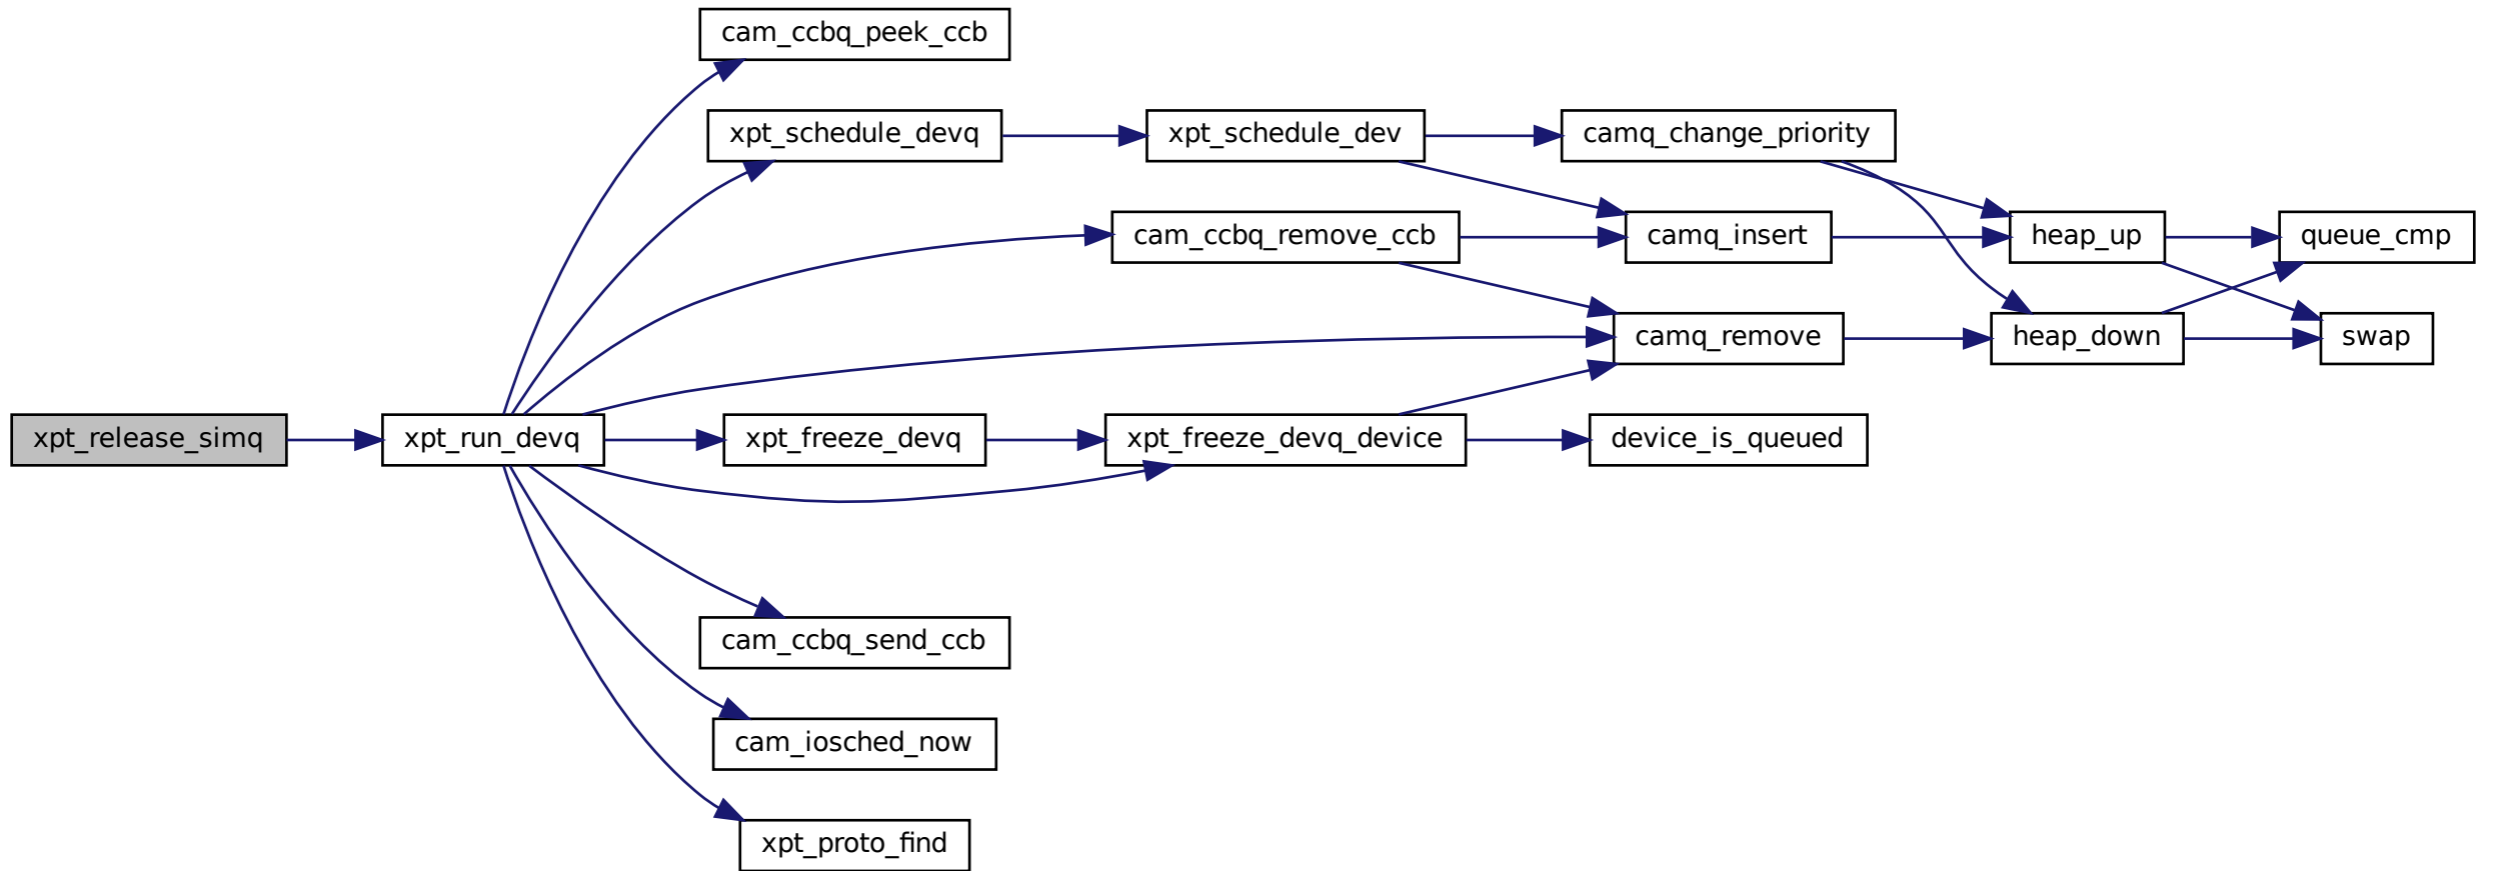 cam_ccbq_peek_ccb
xpt_schedule_devq
xpt_schedule_dev
camq_change_priority
cam_ccbq_remove_ccb
camq_insert
heap_up
queue_cmp
camq_remove
heap_down
swap
xpt_release_simq
xpt_run_devq
xpt_freeze_devq
xpt_freeze_devq_device
device_is_queued
cam_ccbq_send_ccb
cam_iosched_now
xpt_proto_find